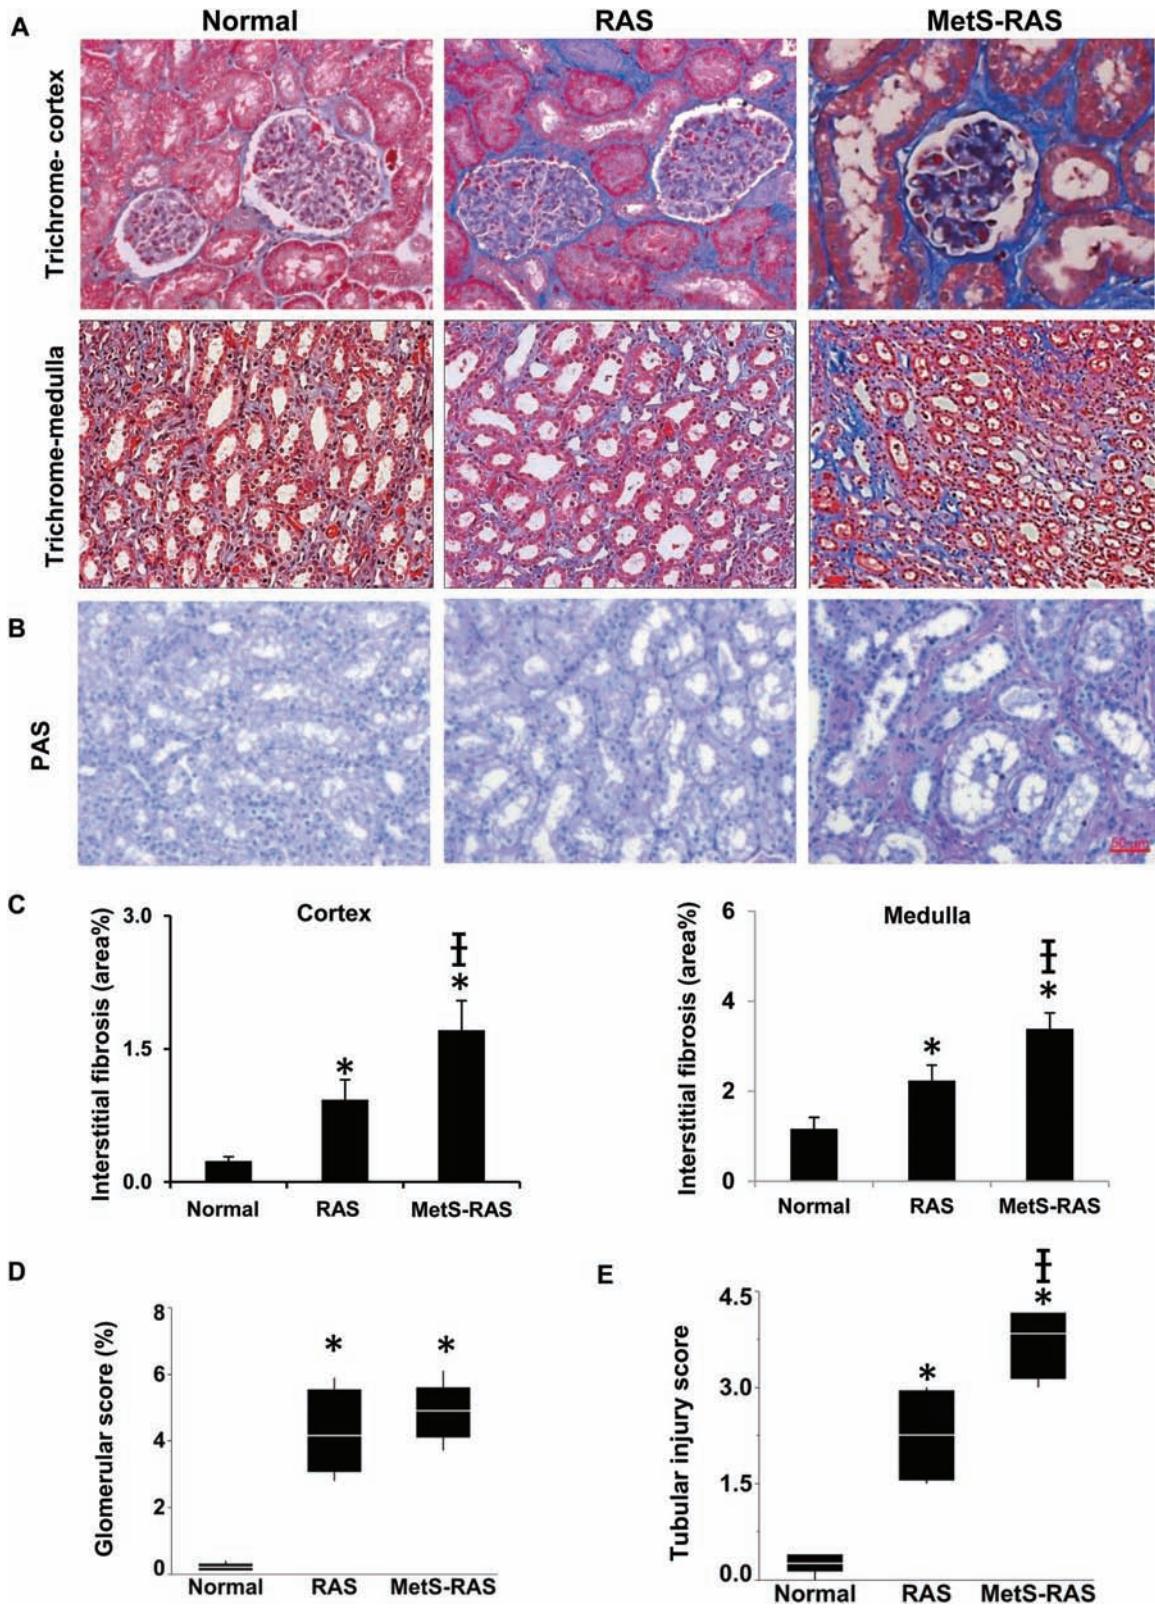 A
Normal
RAS
MetS-RAS
Trichrome- cortex
Trichrome-medulla
B
PAS
50 µm
C
Cortex
Interstitial fibrosis (area%)
3.0
1.5
0.0
*
Ŧ
*
Normal
RAS
MetS-RAS
Medulla
Interstitial fibrosis (area%)
6
4
2
0
*
Ŧ
*
Normal
RAS
MetS-RAS
D
Glomerular score (%)
8
6
4
2
0
*
*
Normal
RAS
MetS-RAS
E
Tubular injury score
4.5
3.0
1.5
0.0
*
Ŧ
*
Normal
RAS
MetS-RAS